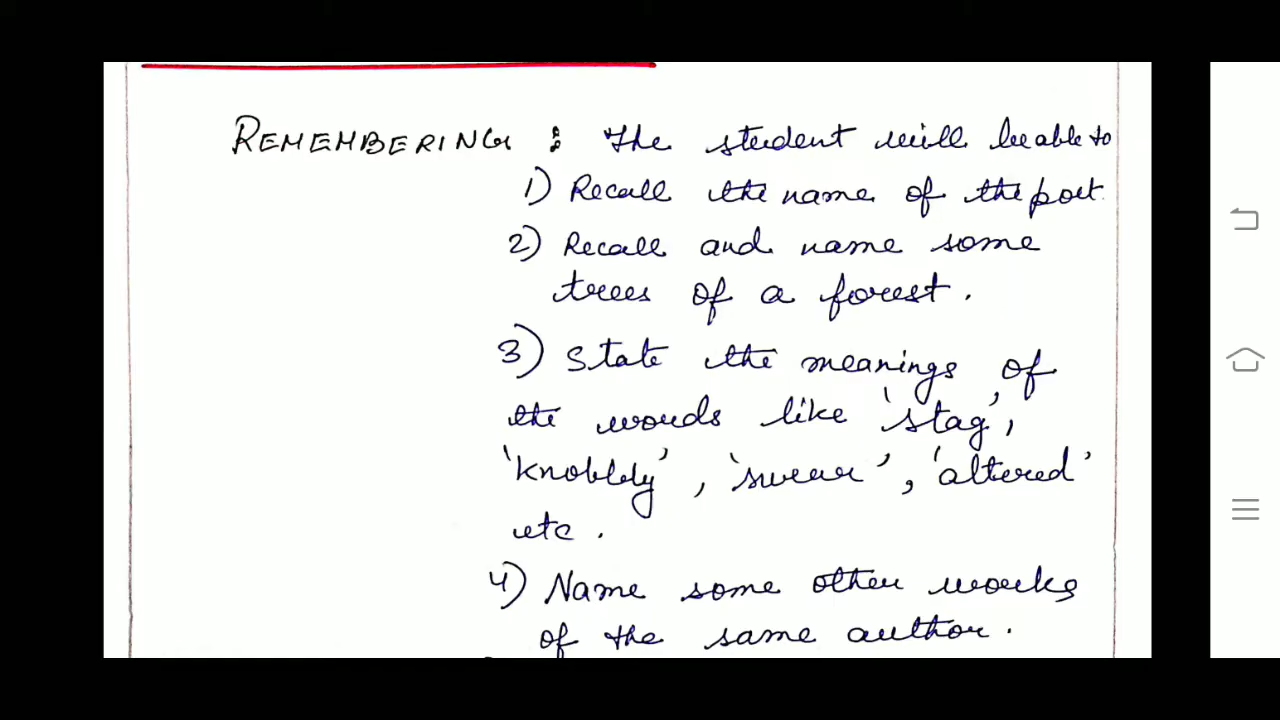 REMEMBERING : The student will be able to
1) Recall the name of the poet.
2) Recall and name some
trees of a forest.
3) State the meanings of
the words like 'stag',
'knobbly', 'swear', 'altered'
etc.
4) Name some other works
of the same author.